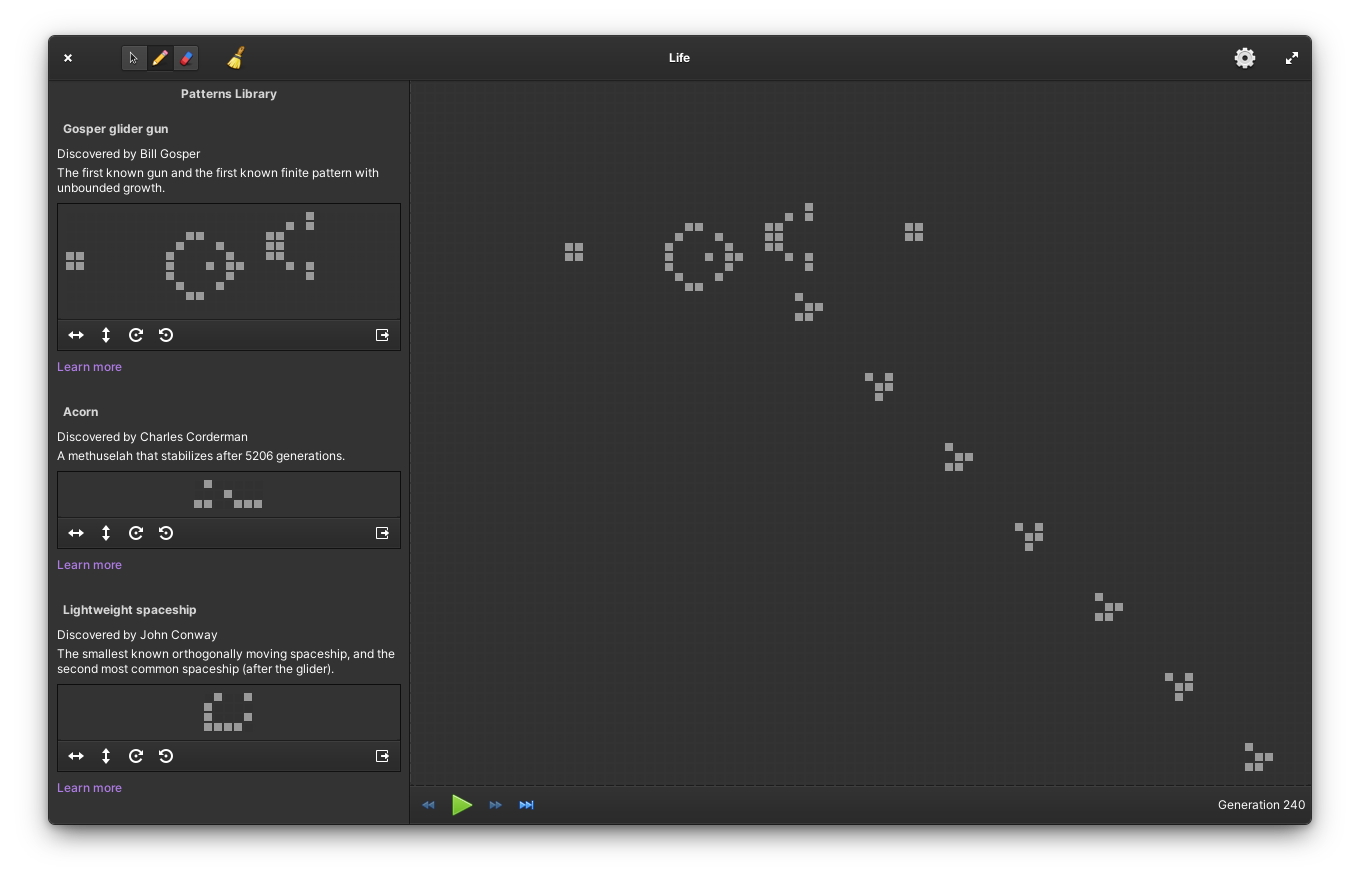 Life
Patterns Library
Gosper glider gun
Discovered by Bill Gosper
The first known gun and the first known finite pattern with
unbounded growth.
Learn more
Acorn
Discovered by Charles Corderman
A methuselah that stabilizes after 5206 generations.
Learn more
Lightweight spaceship
Discovered by John Conway
The smallest known orthogonally moving spaceship, and the
second most common spaceship (after the glider).
Learn more
Generation 240